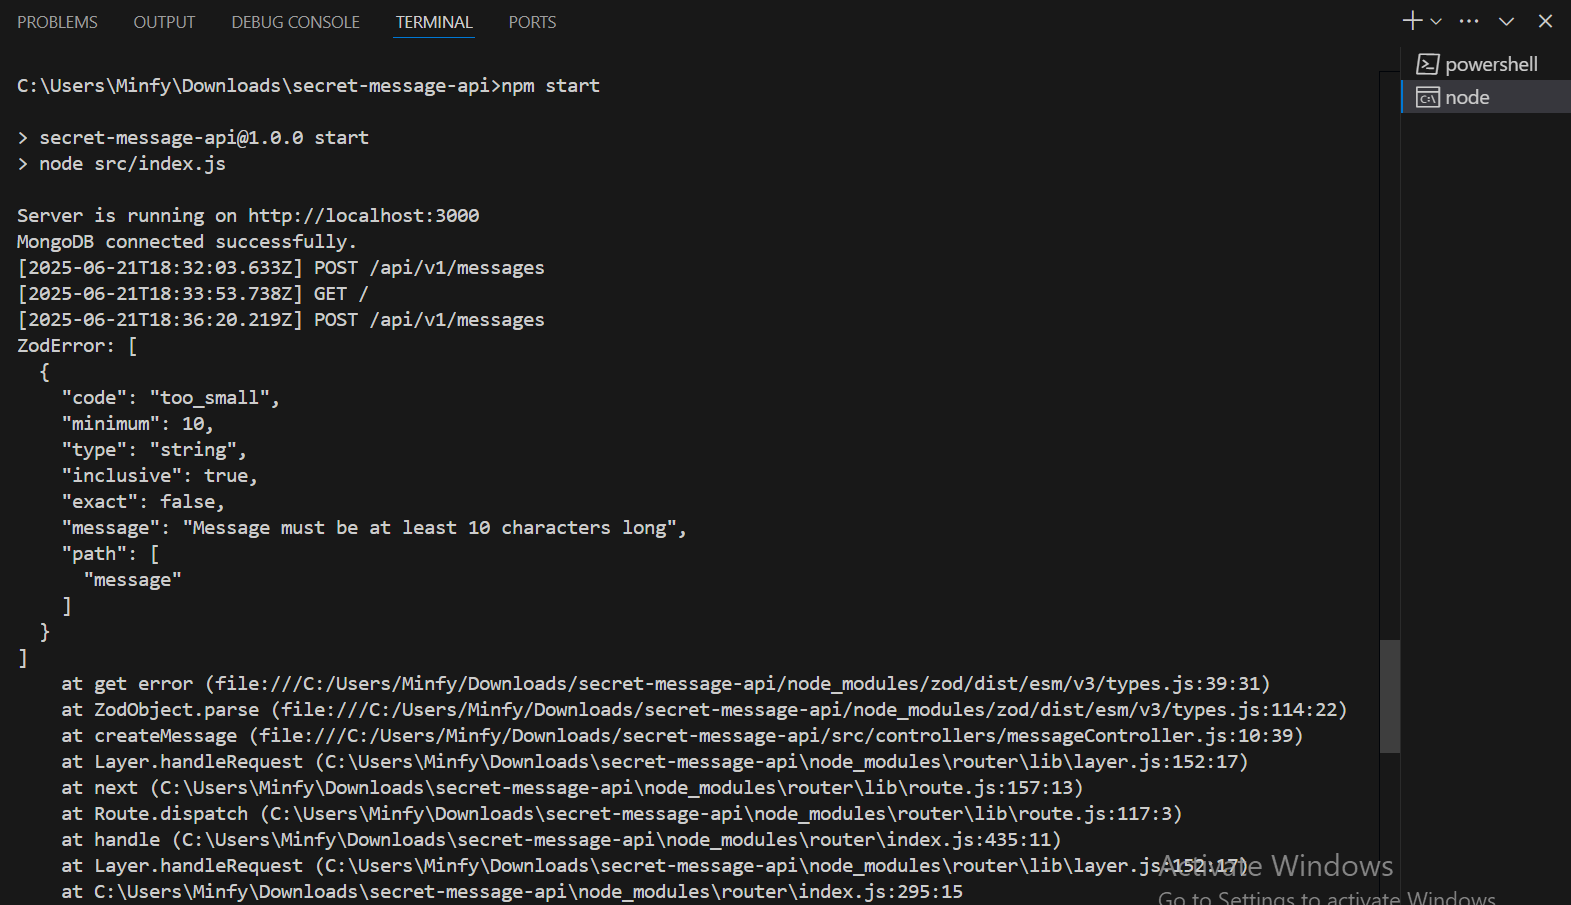 PROBLEMS OUTPUT DEBUG CONSOLE TERMINAL PORTS
powershell
node
C:\Users\Minfy\Downloads\secret-message-api>npm start
> secret-message-api@1.0.0 start
> node src/index.js
Server is running on http://localhost:3000
MongoDB connected successfully.
[2025-06-21T18:32:03.633Z] POST /api/v1/messages
[2025-06-21T18:33:53.738Z] GET /
[2025-06-21T18:36:20.219Z] POST /api/v1/messages
ZodError: [
  {
    "code": "too_small",
    "minimum": 10,
    "type": "string",
    "inclusive": true,
    "exact": false,
    "message": "Message must be at least 10 characters long",
    "path": [
      "message"
    ]
  }
]
    at get error (file:///C:/Users/Minfy/Downloads/secret-message-api/node_modules/zod/dist/esm/v3/types.js:39:31)
    at ZodObject.parse (file:///C:/Users/Minfy/Downloads/secret-message-api/node_modules/zod/dist/esm/v3/types.js:114:22)
    at createMessage (file:///C:/Users/Minfy/Downloads/secret-message-api/src/controllers/messageController.js:10:39)
    at Layer.handleRequest (C:\Users\Minfy\Downloads\secret-message-api\node_modules\router\lib\layer.js:152:17)
    at next (C:\Users\Minfy\Downloads\secret-message-api\node_modules\router\lib\route.js:157:13)
    at Route.dispatch (C:\Users\Minfy\Downloads\secret-message-api\node_modules\router\lib\route.js:117:3)
    at handle (C:\Users\Minfy\Downloads\secret-message-api\node_modules\router\index.js:435:11)
    at Layer.handleRequest (C:\Users\Minfy\Downloads\secret-message-api\node_modules\router\lib\layer.js:152:17)
    at C:\Users\Minfy\Downloads\secret-message-api\node_modules\router\index.js:295:15
Activate Windows
Go to Settings to activate Windows.